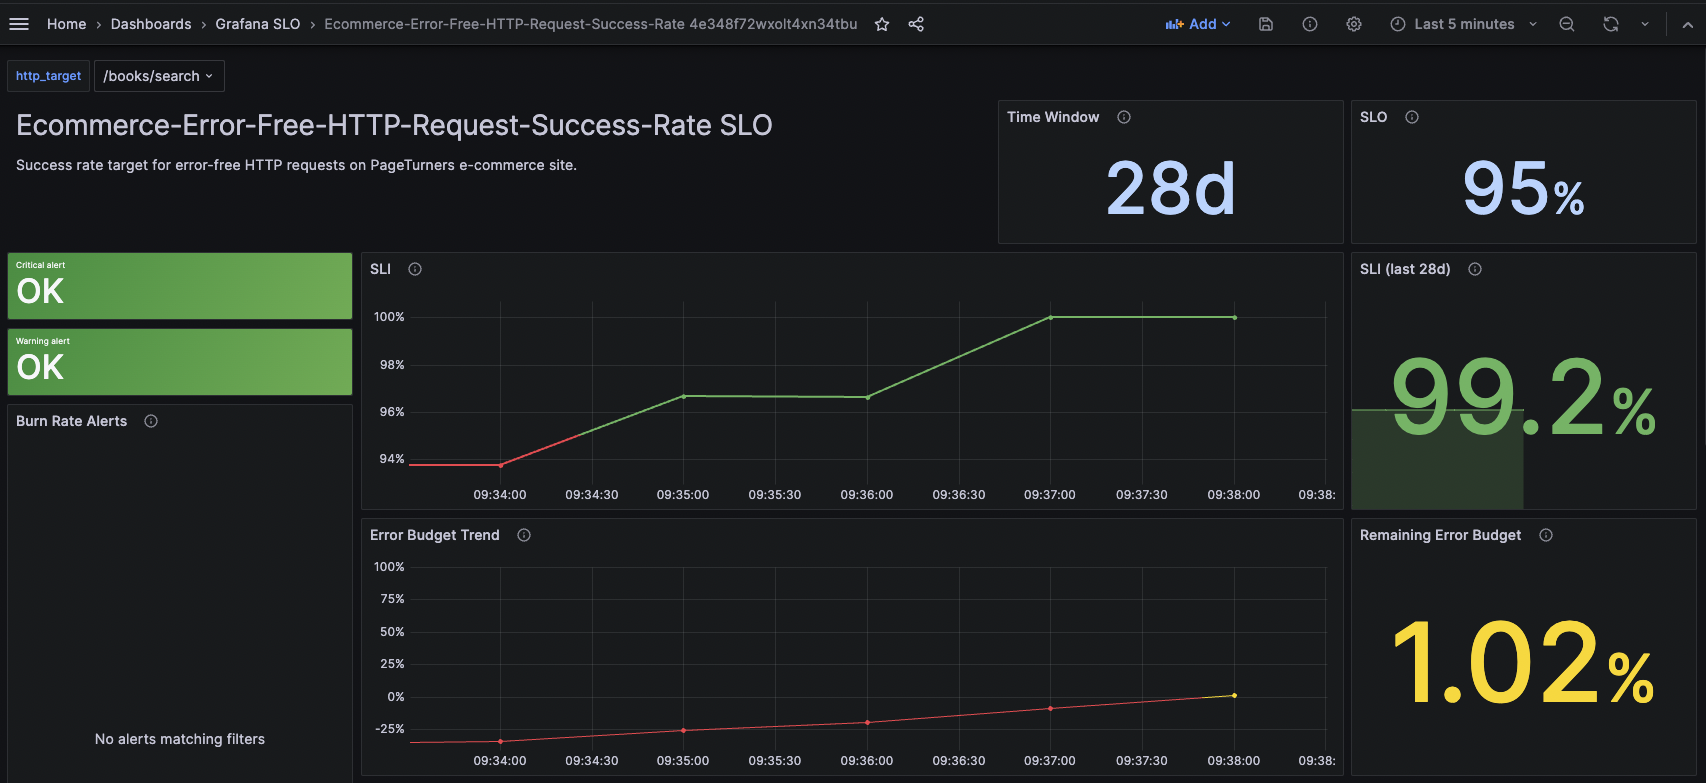 Home › Dashboards › Grafana SLO › Ecommerce-Error-Free-HTTP-Request-Success-Rate 4e348f72wxolt4xn34tbu
Add
Last 5 minutes
http_target
/books/search
Ecommerce-Error-Free-HTTP-Request-Success-Rate SLO
Success rate target for error-free HTTP requests on PageTurners e-commerce site.
Time Window
28d
SLO
95%
Critical alert
OK
Warning alert
OK
Burn Rate Alerts
No alerts matching filters
SLI
100%
98%
96%
94%
09:34:00 09:34:30 09:35:00 09:35:30 09:36:00 09:36:30 09:37:00 09:37:30 09:38:00 09:38:
SLI (last 28d)
99.2%
Error Budget Trend
100%
75%
50%
25%
0%
-25%
09:34:00 09:34:30 09:35:00 09:35:30 09:36:00 09:36:30 09:37:00 09:37:30 09:38:00 09:38:
Remaining Error Budget
1.02%